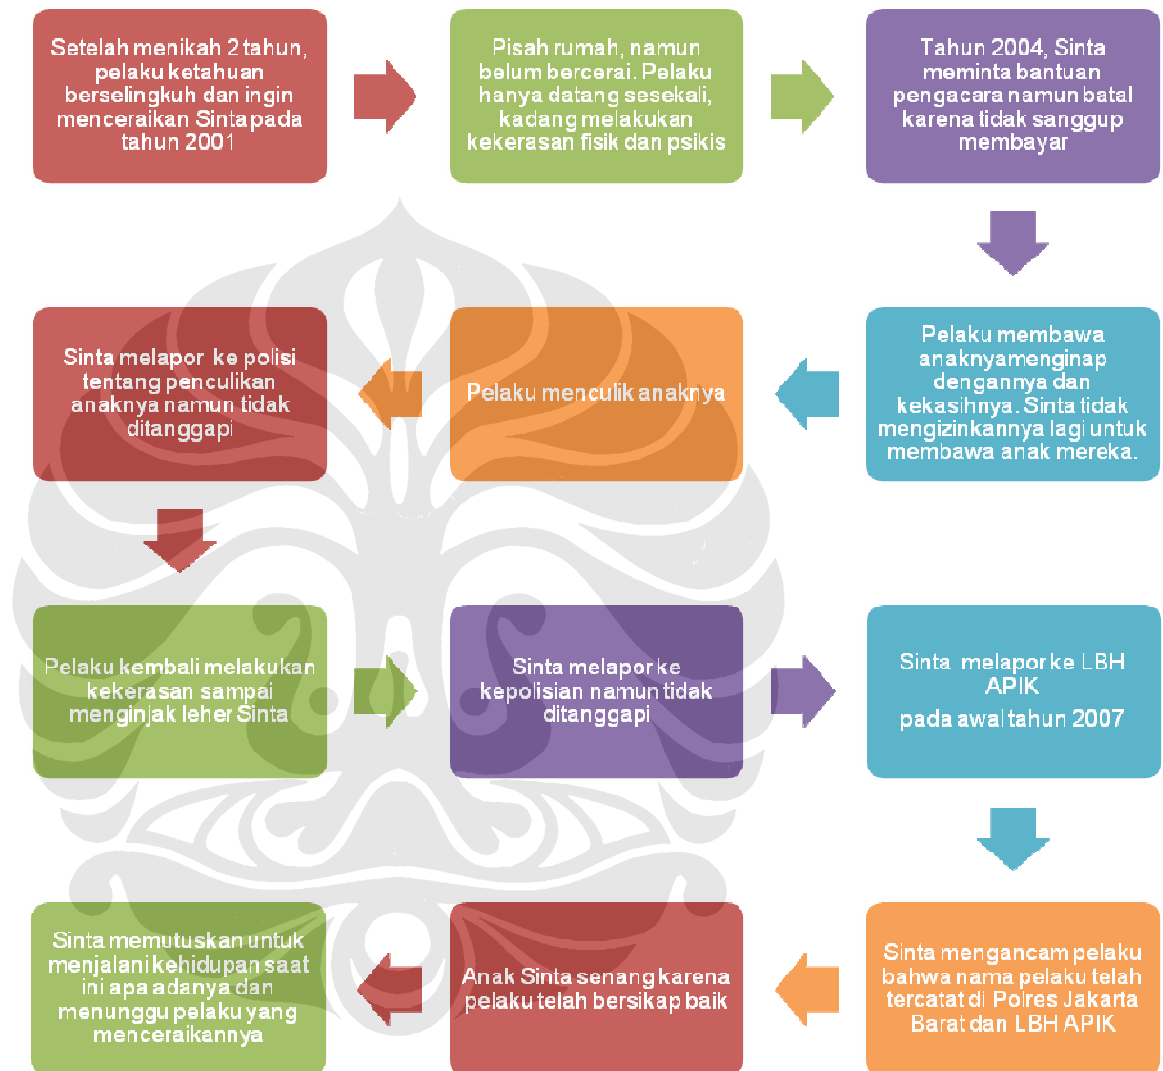 Setelah menikah 2 tahun,
pelaku ketahuan
berselingkuh dan ingin
menceraikan Sinta pada
tahun 2001
Pisah rumah, namun
belum bercerai. Pelaku
hanya datang sesekali,
kadang melakukan
kekerasan fisik dan psikis
Tahun 2004, Sinta
meminta bantuan
pengacara namun batal
karena tidak sanggup
membayar
Pelaku membawa
anaknyamenginap
dengannya dan
kekasihnya. Sinta tidak
mengizinkannya lagi untuk
membawa anak mereka.
Pelaku menculik anaknya
Sinta melapor ke polisi
tentang penculikan
anaknya namun tidak
ditanggapi
Pelaku kembali melakukan
kekerasan sampai
menginjak leher Sinta
Sinta melapor ke
kepolisian namun tidak
ditanggapi
Sinta melapor ke LBH
APIK
pada awal tahun 2007
Sinta mengancam pelaku
bahwa nama pelaku telah
tercatat di Polres Jakarta
Barat dan LBH APIK
Anak Sinta senang karena
pelaku telah bersikap baik
Sinta memutuskan untuk
menjalani kehidupan saat
ini apa adanya dan
menunggu pelaku yang
menceraikannya